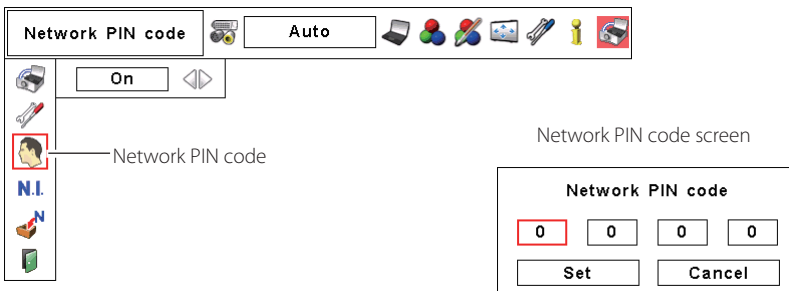 Network PIN code Auto
On
Network PIN code
N.I.
N
Network PIN code screen
Network PIN code
0 0 0 0
Set Cancel